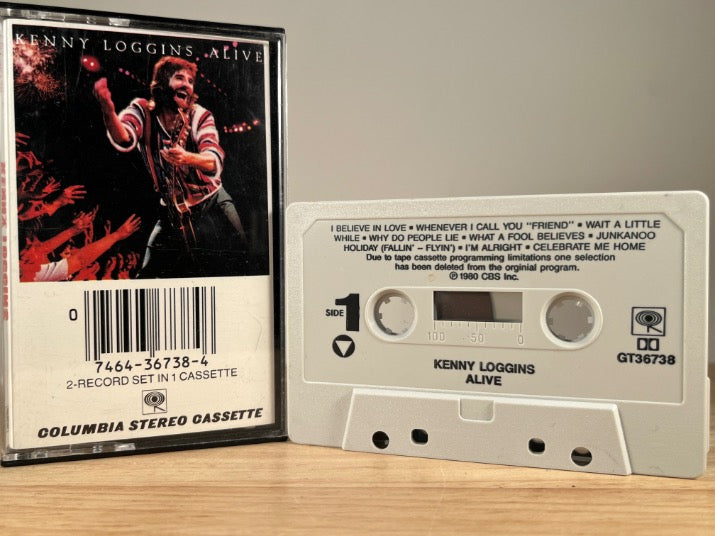 KENNY LOGGINS ALIVE
KENNY LOGGINS
0
7464-36738-4
2-RECORD SET IN 1 CASSETTE
COLUMBIA STEREO CASSETTE
I BELIEVE IN LOVE ▪ WHENEVER I CALL YOU "FRIEND" ▪ WAIT A LITTLE
WHILE ▪ WHY DO PEOPLE LIE ▪ WHAT A FOOL BELIEVES ▪ JUNKANOO
HOLIDAY (FALLIN' – FLYIN') ▪ I'M ALRIGHT ▪ CELEBRATE ME HOME
Due to tape cassette programming limitations one selection
has been deleted from the orginial program.
℗ 1980 CBS Inc.
SIDE 1
100 50 0
GT36738
KENNY LOGGINS
ALIVE